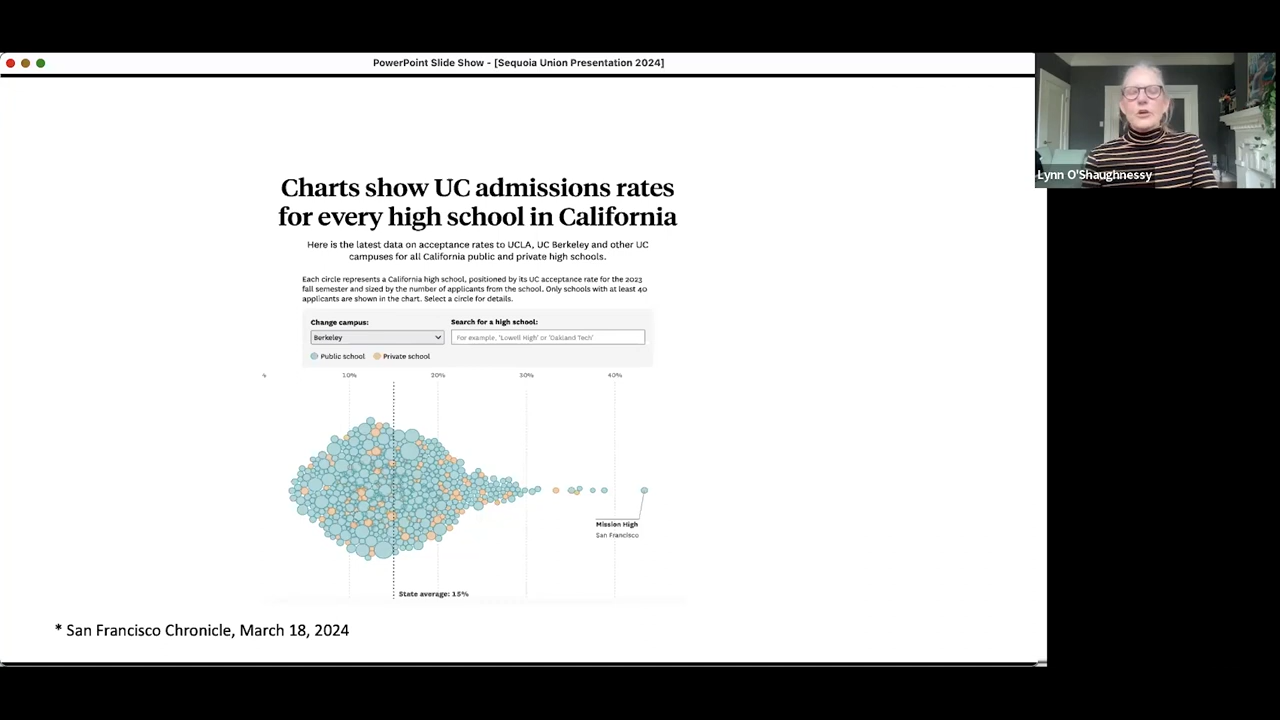 PowerPoint Slide Show - [Sequoia Union Presentation 2024]
Lynn O'Shaughnessy
Charts show UC admissions rates
for every high school in California
Here is the latest data on acceptance rates to UCLA, UC Berkeley and other UC
campuses for all California public and private high schools.
Each circle represents a California high school, positioned by its UC acceptance rate for the 2023
fall semester and sized by the number of applicants from the school. Only schools with at least 40
applicants are shown in the chart. Select a circle for details.
Change campus:
Search for a high school:
Berkeley
For example, 'Lowell High' or 'Oakland Tech'
Public school
Private school
%
10%
20%
30%
40%
Mission High
San Francisco
State average: 15%
* San Francisco Chronicle, March 18, 2024